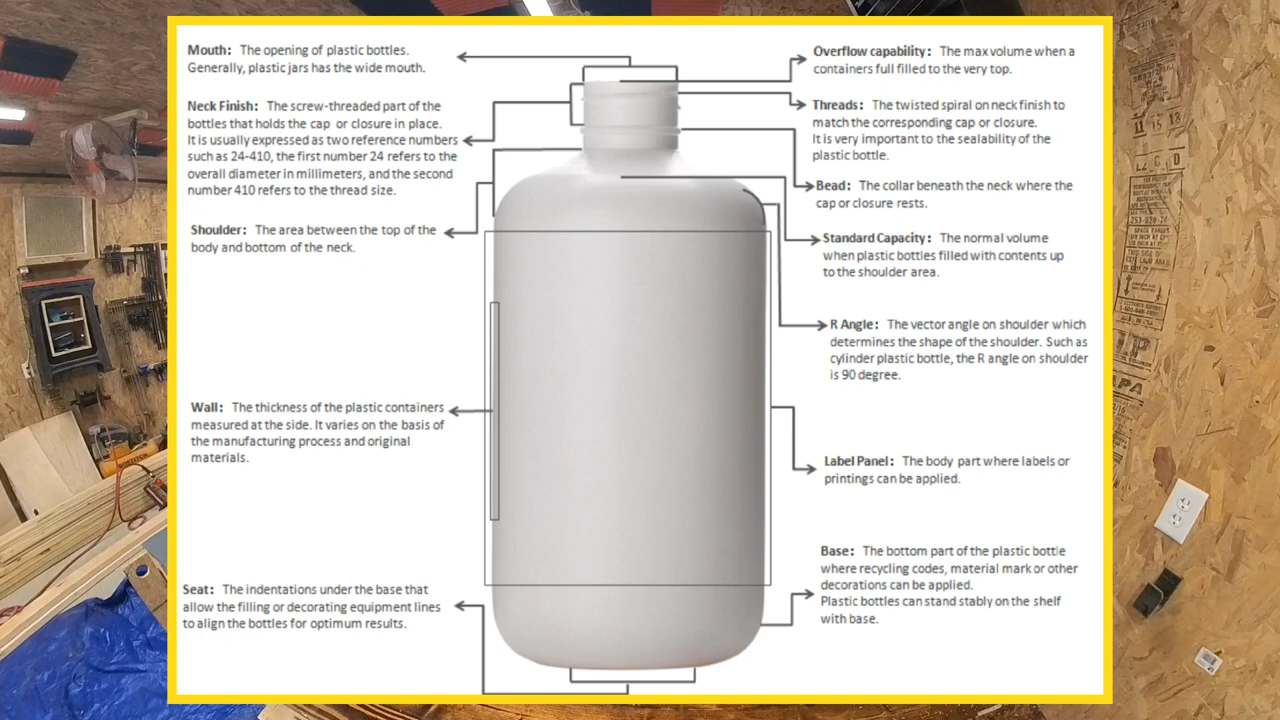 Mouth: The opening of plastic bottles.
Generally, plastic jars has the wide mouth.
Neck Finish: The screw-threaded part of the
bottles that holds the cap or closure in place.
It is usually expressed as two reference numbers
such as 24-410, the first number 24 refers to the
overall diameter in millimeters, and the second
number 410 refers to the thread size.
Shoulder: The area between the top of the
body and bottom of the neck.
Wall: The thickness of the plastic containers
measured at the side. It varies on the basis of
the manufacturing process and original
materials.
Seat: The indentations under the base that
allow the filling or decorating equipment lines
to align the bottles for optimum results.
Overflow capability: The max volume when a
containers full filled to the very top.
Threads: The twisted spiral on neck finish to
match the corresponding cap or closure.
It is very important to the sealability of the
plastic bottle.
Bead: The collar beneath the neck where the
cap or closure rests.
Standard Capacity: The normal volume
when plastic bottles filled with contents up
to the shoulder area.
R Angle: The vector angle on shoulder which
determines the shape of the shoulder. Such as
cylinder plastic bottle, the R angle on shoulder
is 90 degree.
Label Panel: The body part where labels or
printings can be applied.
Base: The bottom part of the plastic bottle
where recycling codes, material mark or other
decorations can be applied.
Plastic bottles can stand stably on the shelf
with base.